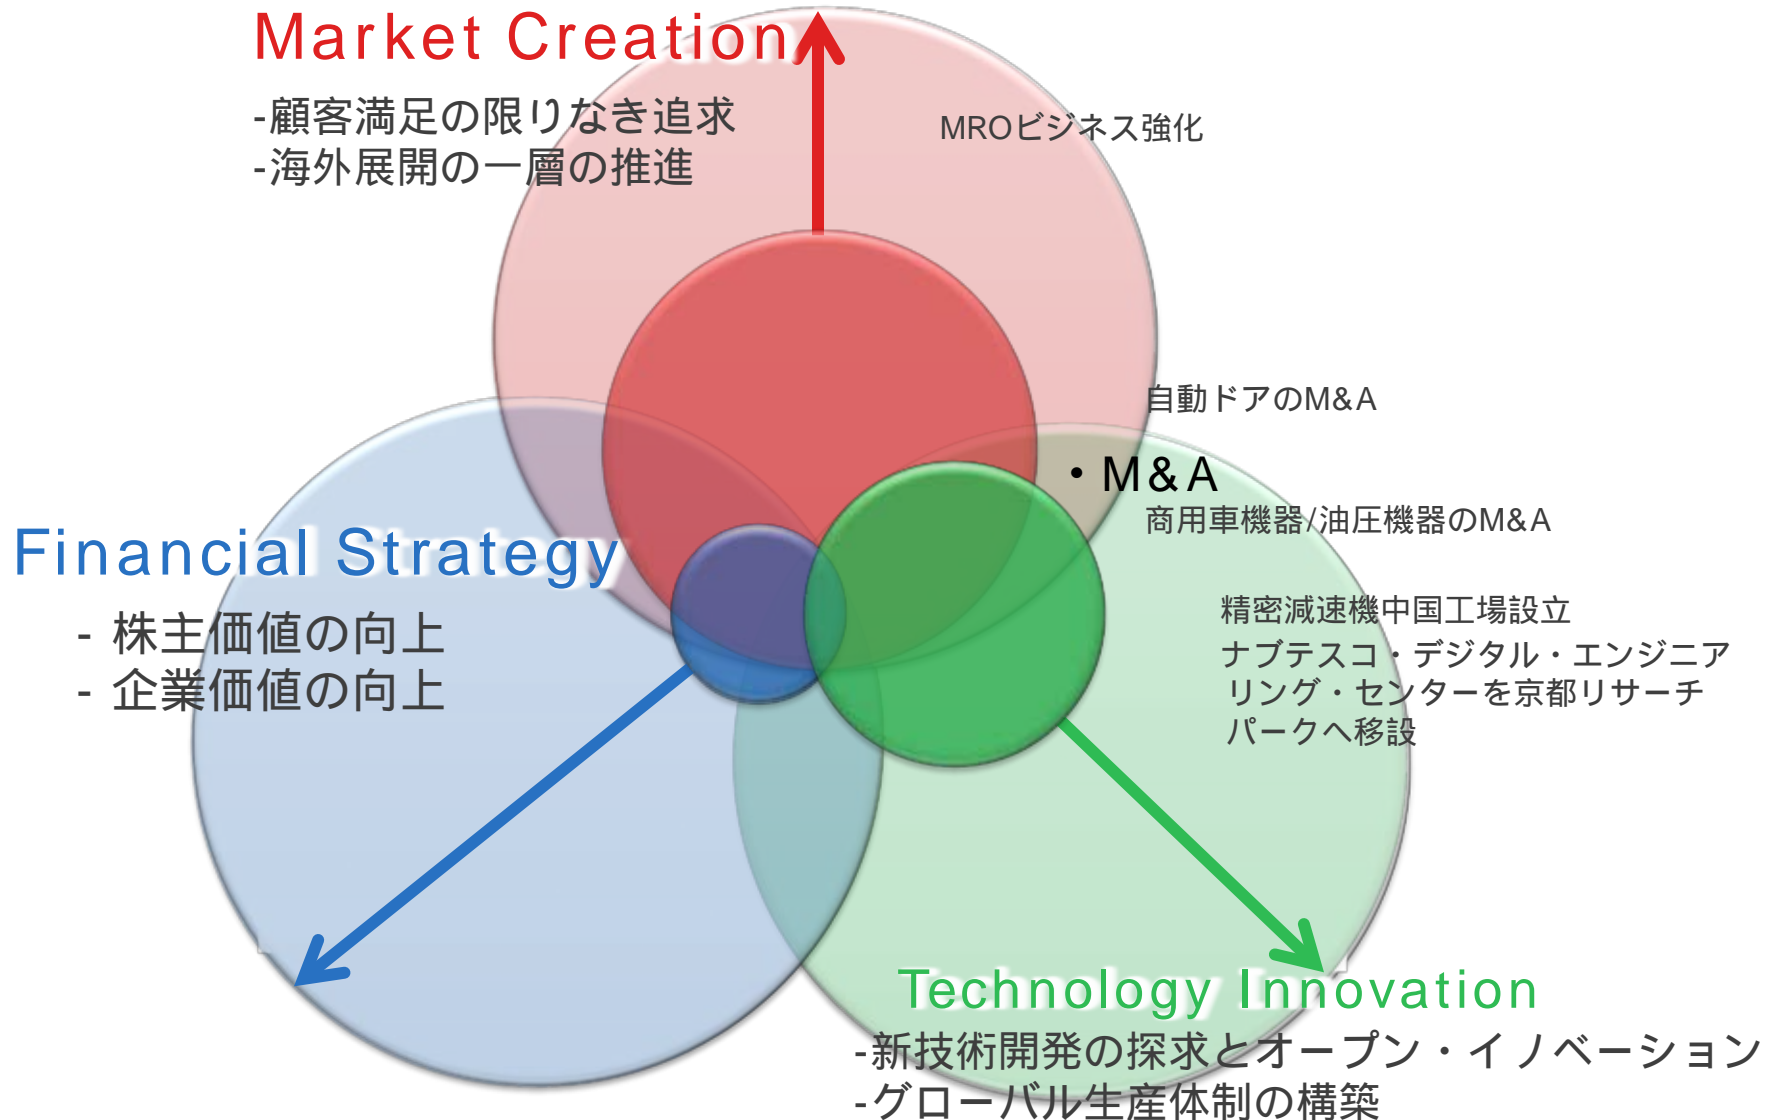 Market Creation
-顧客満足の限りなき追求
-海外展開の一層の推進
MROビジネス強化
自動ドアのM&A
・M&A
商用車機器/油圧機器のM&A
Financial Strategy
- 株主価値の向上
- 企業価値の向上
精密減速機中国工場設立
ナブテスコ・デジタル・エンジニア
リング・センターを京都リサーチ
パークへ移設
Technology Innovation
-新技術開発の探求とオープン・イノベーション
-グローバル生産体制の構築